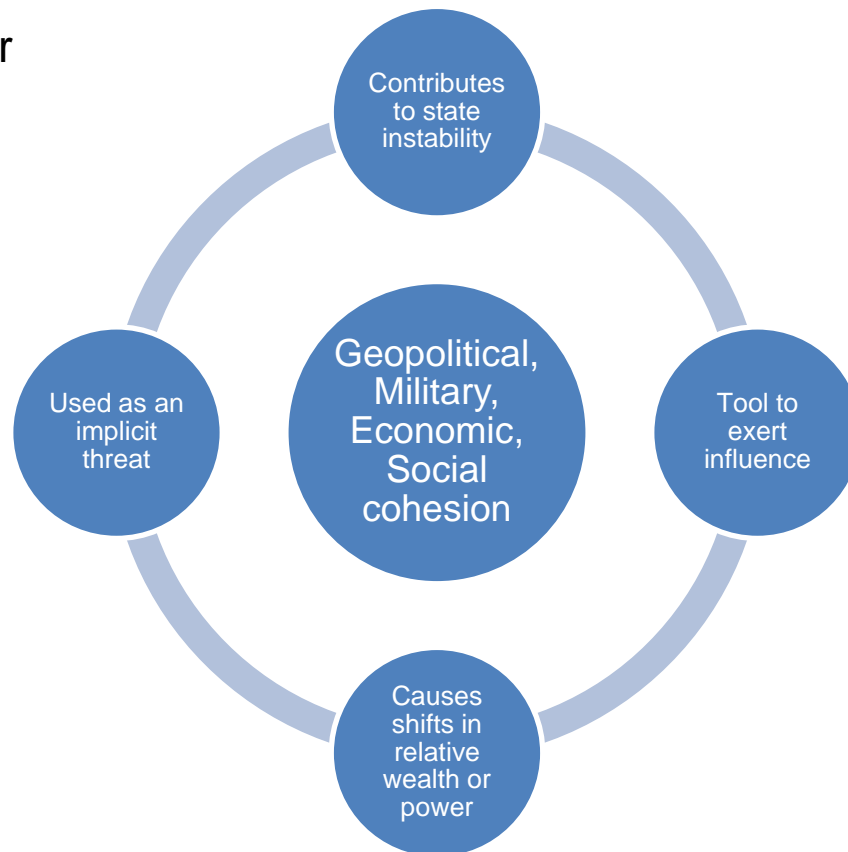 r
Contributes
to state
instability
Geopolitical,
Military,
Economic,
Social
cohesion
Used as an
implicit
threat
Tool to
exert
influence
Causes
shifts in
relative
wealth or
power